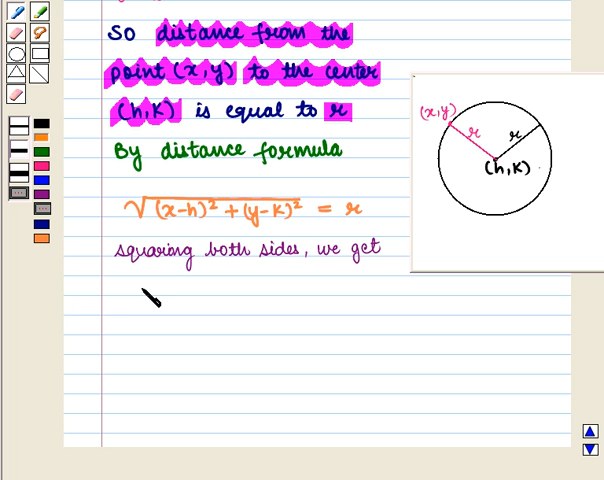 So distance from the
point (x,y) to the center
(h,k) is equal to r
By distance formula
√(x-h)² + (y-k)² = r
squaring both sides, we get
(x,y)
r
r
(h,k)